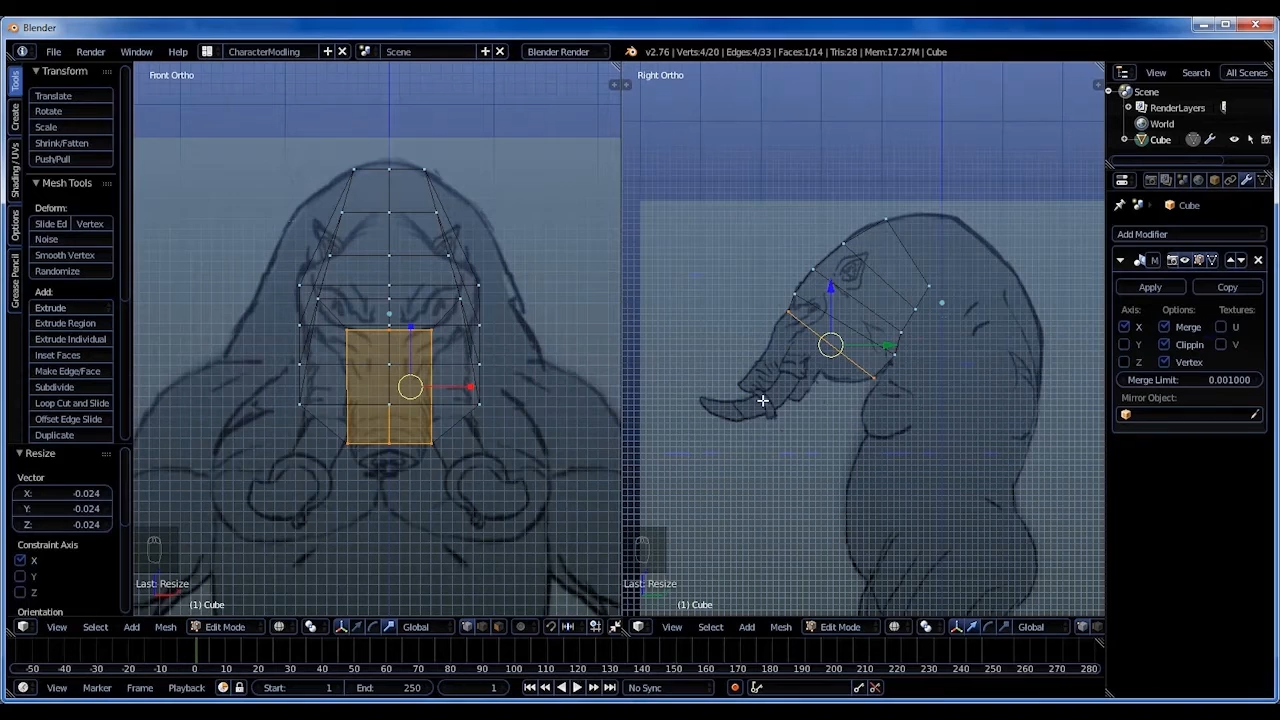 Blender
File Render Window Help CharacterModling Scene Blender Render v2.76 | Verts:4/20 | Edges:4/33 | Faces:1/14 | Tris:28 | Mem:17.27M | Cube
Tools
Create
Shading / UVs
Options
Grease Pencil
Transform
Translate
Rotate
Scale
Shrink/Fatten
Push/Pull
Mesh Tools
Deform:
Slide Ed Vertex
Noise
Smooth Vertex
Randomize
Add:
Extrude
Extrude Region
Extrude Individual
Inset Faces
Make Edge/Face
Subdivide
Loop Cut and Slide
Offset Edge Slide
Duplicate
Resize
Vector
X: -0.024
Y: -0.024
Z: -0.024
Constraint Axis
X
Y
Z
Orientation
Front Ortho
Last: Resize
(1) Cube
Right Ortho
Last: Resize
(1) Cube
View Select Add Mesh Edit Mode Global
View Select Add Mesh Edit Mode Global
View Search All Scenes
Scene
RenderLayers
World
Cube
Cube
Add Modifier
M
Apply Copy
Axis: Options: Textures:
X Merge U
Y Clippin V
Z Vertex
Merge Limit: 0.001000
Mirror Object:
-50 -40 -30 -20 -10 0 10 20 30 40 50 60 70 80 90 100 110 120 130 140 150 160 170 180 190 200 210 220 230 240 250 260 270 280
View Marker Frame Playback Start: 1 End: 250 1 No Sync